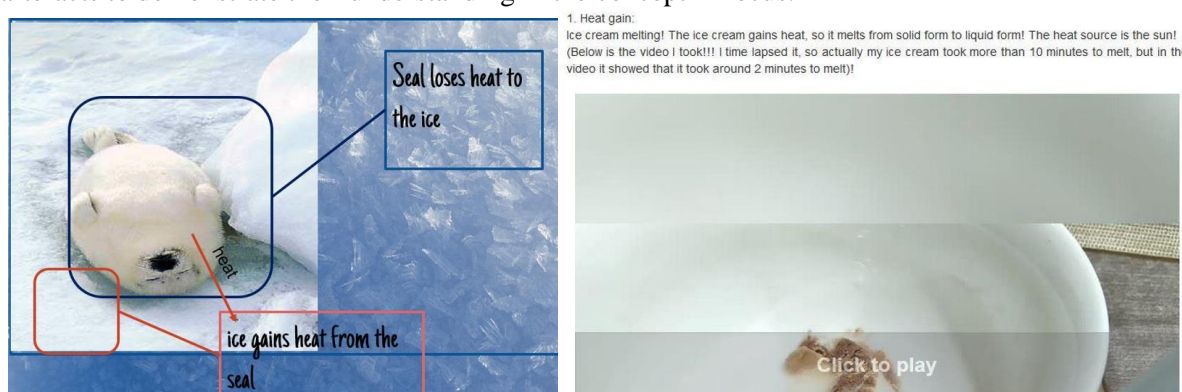 Seal loses heat to
the ice
heat
ice gains heat from the
seal
1. Heat gain:
Ice cream melting! The ice cream gains heat, so it melts from solid form to liquid form! The heat source is the sun!
(Below is the video I took!!! I time lapsed it, so actually my ice cream took more than 10 minutes to melt, but in the
video it showed that it took around 2 minutes to melt)!
Click to play